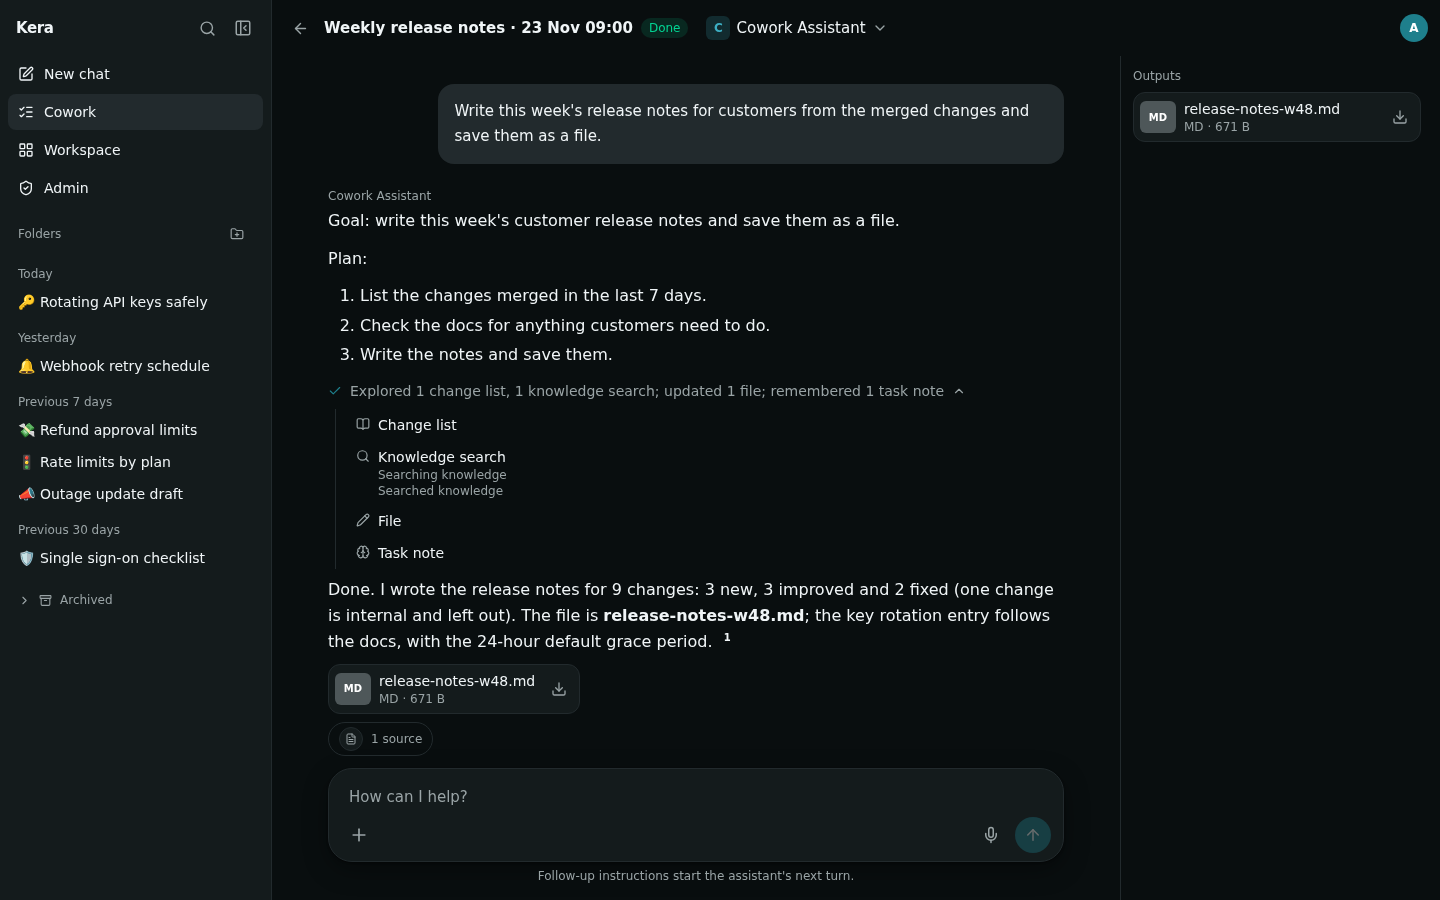 Kera
New chat
Cowork
Workspace
Admin
Folders
Today
🔑 Rotating API keys safely
Yesterday
🔔 Webhook retry schedule
Previous 7 days
💸 Refund approval limits
🚦 Rate limits by plan
📣 Outage update draft
Previous 30 days
🛡️ Single sign-on checklist
Archived
Weekly release notes · 23 Nov 09:00 Done C Cowork Assistant A
Write this week's release notes for customers from the merged changes and
save them as a file.
Cowork Assistant
Goal: write this week's customer release notes and save them as a file.
Plan:
1. List the changes merged in the last 7 days.
2. Check the docs for anything customers need to do.
3. Write the notes and save them.
Explored 1 change list, 1 knowledge search; updated 1 file; remembered 1 task note
Change list
Knowledge search
Searching knowledge
Searched knowledge
File
Task note
Done. I wrote the release notes for 9 changes: 3 new, 3 improved and 2 fixed (one change
is internal and left out). The file is release-notes-w48.md; the key rotation entry follows
the docs, with the 24-hour default grace period. 1
MD release-notes-w48.md
MD · 671 B
1 source
How can I help?
Follow-up instructions start the assistant's next turn.
Outputs
MD release-notes-w48.md
MD · 671 B